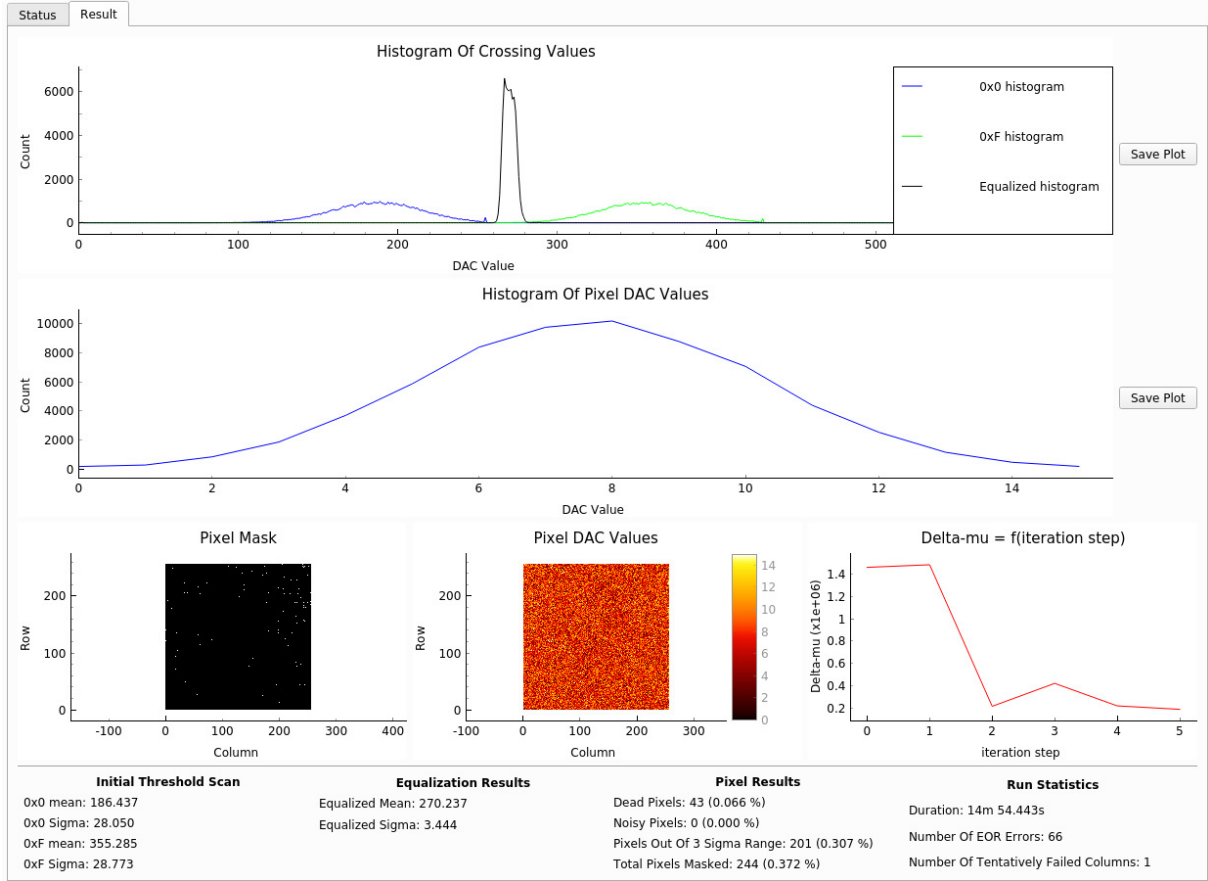 Status Result
Histogram Of Crossing Values
6000
4000
2000
0
Count
0 100 200 300 400 500
DAC Value
0x0 histogram
0xF histogram
Equalized histogram
Save Plot
Histogram Of Pixel DAC Values
10000
8000
6000
4000
2000
0
Count
0 2 4 6 8 10 12 14
DAC Value
Save Plot
Pixel Mask
200
100
0
Row
-100 0 100 200 300 400
Column
Pixel DAC Values
200
100
0
Row
-100 0 100 200 300
Column
14
12
10
8
6
4
2
0
Delta-mu = f(iteration step)
1.4
1.2
1
0.8
0.6
0.4
0.2
Delta-mu (x1e+06)
0 1 2 3 4 5
iteration step
Initial Threshold Scan
0x0 mean: 186.437
0x0 Sigma: 28.050
0xF mean: 355.285
0xF Sigma: 28.773
Equalization Results
Equalized Mean: 270.237
Equalized Sigma: 3.444
Pixel Results
Dead Pixels: 43 (0.066 %)
Noisy Pixels: 0 (0.000 %)
Pixels Out Of 3 Sigma Range: 201 (0.307 %)
Total Pixels Masked: 244 (0.372 %)
Run Statistics
Duration: 14m 54.443s
Number Of EOR Errors: 66
Number Of Tentatively Failed Columns: 1